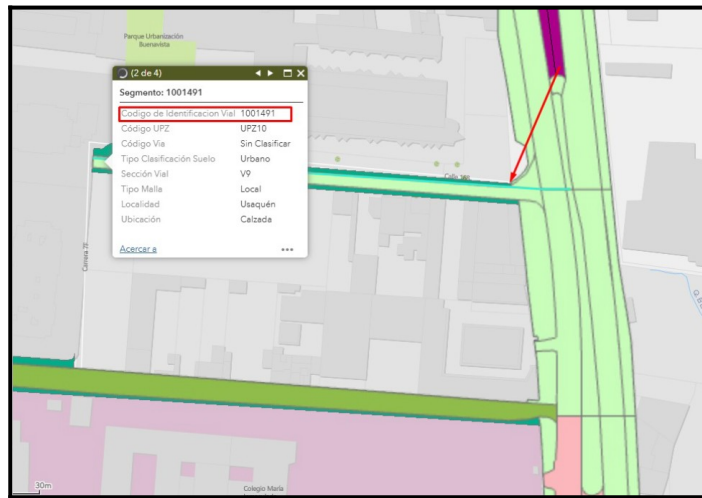 Parque Urbanización
Buenavista
(2 de 4)
Segmento: 1001491
Codigo de Identificacion Vial 1001491
Código UPZ UPZ10
Código Via Sin Clasificar
Tipo Clasificación Suelo Urbano
Sección Vial V9
Tipo Malla Local
Localidad Usaquén
Ubicación Calzada
Acercar a
Colegio María
30m